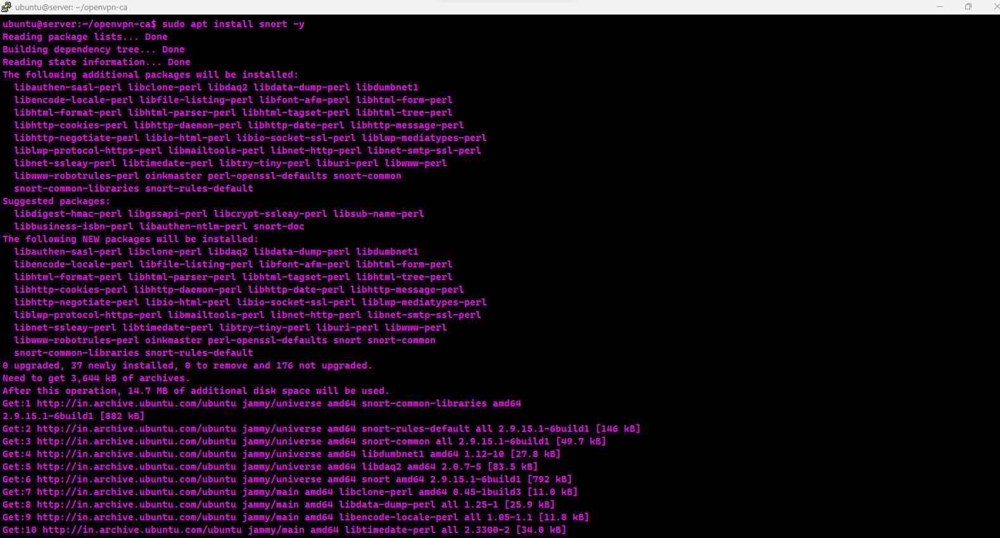 ubuntu@server: ~/openvpn-ca
ubuntu@server:~/openvpn-ca$ sudo apt install snort -y
Reading package lists... Done
Building dependency tree... Done
Reading state information... Done
The following additional packages will be installed:
libauthen-sasl-perl libclone-perl libdaq2 libdata-dump-perl libdumbnet1
libencode-locale-perl libfile-listing-perl libfont-afm-perl libhtml-form-perl
libhtml-format-perl libhtml-parser-perl libhtml-tagset-perl libhtml-tree-perl
libhttp-cookies-perl libhttp-daemon-perl libhttp-date-perl libhttp-message-perl
libhttp-negotiate-perl libio-html-perl libio-socket-ssl-perl liblwp-mediatypes-perl
liblwp-protocol-https-perl libmailtools-perl libnet-http-perl libnet-smtp-ssl-perl
libnet-ssleay-perl libtimedate-perl libtry-tiny-perl liburi-perl libwww-perl
libwww-robotrules-perl oinkmaster perl-openssl-defaults snort-common
snort-common-libraries snort-rules-default
Suggested packages:
libdigest-hmac-perl libgssapi-perl libcrypt-ssleay-perl libsub-name-perl
libbusiness-isbn-perl libauthen-ntlm-perl snort-doc
The following NEW packages will be installed:
libauthen-sasl-perl libclone-perl libdaq2 libdata-dump-perl libdumbnet1
libencode-locale-perl libfile-listing-perl libfont-afm-perl libhtml-form-perl
libhtml-format-perl libhtml-parser-perl libhtml-tagset-perl libhtml-tree-perl
libhttp-cookies-perl libhttp-daemon-perl libhttp-date-perl libhttp-message-perl
libhttp-negotiate-perl libio-html-perl libio-socket-ssl-perl liblwp-mediatypes-perl
liblwp-protocol-https-perl libmailtools-perl libnet-http-perl libnet-smtp-ssl-perl
libnet-ssleay-perl libtimedate-perl libtry-tiny-perl liburi-perl libwww-perl
libwww-robotrules-perl oinkmaster perl-openssl-defaults snort snort-common
snort-common-libraries snort-rules-default
0 upgraded, 37 newly installed, 0 to remove and 176 not upgraded.
Need to get 3,644 kB of archives.
After this operation, 14.7 MB of additional disk space will be used.
Get:1 http://in.archive.ubuntu.com/ubuntu jammy/universe amd64 snort-common-libraries amd64
2.9.15.1-6build1 [882 kB]
Get:2 http://in.archive.ubuntu.com/ubuntu jammy/universe amd64 snort-rules-default all 2.9.15.1-6build1 [146 kB]
Get:3 http://in.archive.ubuntu.com/ubuntu jammy/universe amd64 snort-common all 2.9.15.1-6build1 [49.7 kB]
Get:4 http://in.archive.ubuntu.com/ubuntu jammy/universe amd64 libdumbnet1 amd64 1.12-10 [27.8 kB]
Get:5 http://in.archive.ubuntu.com/ubuntu jammy/universe amd64 libdaq2 amd64 2.0.7-5 [83.5 kB]
Get:6 http://in.archive.ubuntu.com/ubuntu jammy/universe amd64 snort amd64 2.9.15.1-6build1 [792 kB]
Get:7 http://in.archive.ubuntu.com/ubuntu jammy/main amd64 libclone-perl amd64 0.45-1build3 [11.0 kB]
Get:8 http://in.archive.ubuntu.com/ubuntu jammy/main amd64 libdata-dump-perl all 1.25-1 [25.9 kB]
Get:9 http://in.archive.ubuntu.com/ubuntu jammy/main amd64 libencode-locale-perl all 1.05-1.1 [11.8 kB]
Get:10 http://in.archive.ubuntu.com/ubuntu jammy/main amd64 libtimedate-perl all 2.3300-2 [34.0 kB]